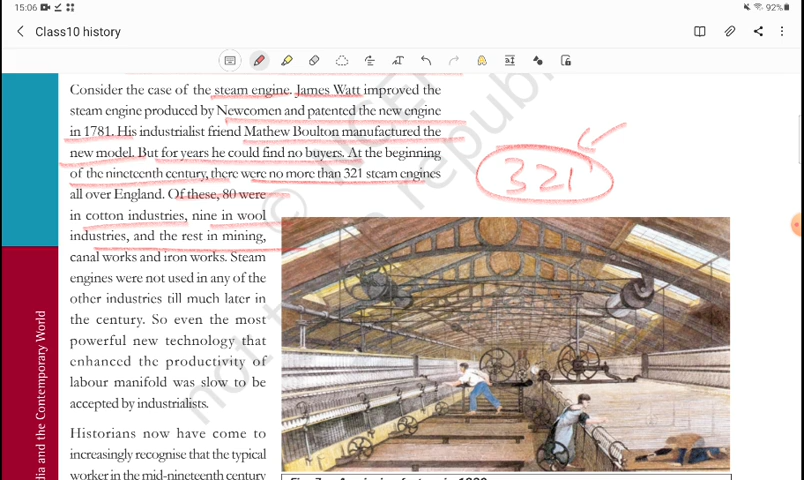 15:06
92%
Class10 history
Consider the case of the steam engine. James Watt improved the
steam engine produced by Newcomen and patented the new engine
in 1781. His industrialist friend Mathew Boulton manufactured the
new model. But for years he could find no buyers. At the beginning
of the nineteenth century, there were no more than 321 steam engines
all over England. Of these, 80 were
in cotton industries, nine in wool
industries, and the rest in mining,
canal works and iron works. Steam
engines were not used in any of the
other industries till much later in
the century. So even the most
powerful new technology that
enhanced the productivity of
labour manifold was slow to be
accepted by industrialists.
Historians now have come to
increasingly recognise that the typical
worker in the mid-nineteenth century
321
dia and the Contemporary World